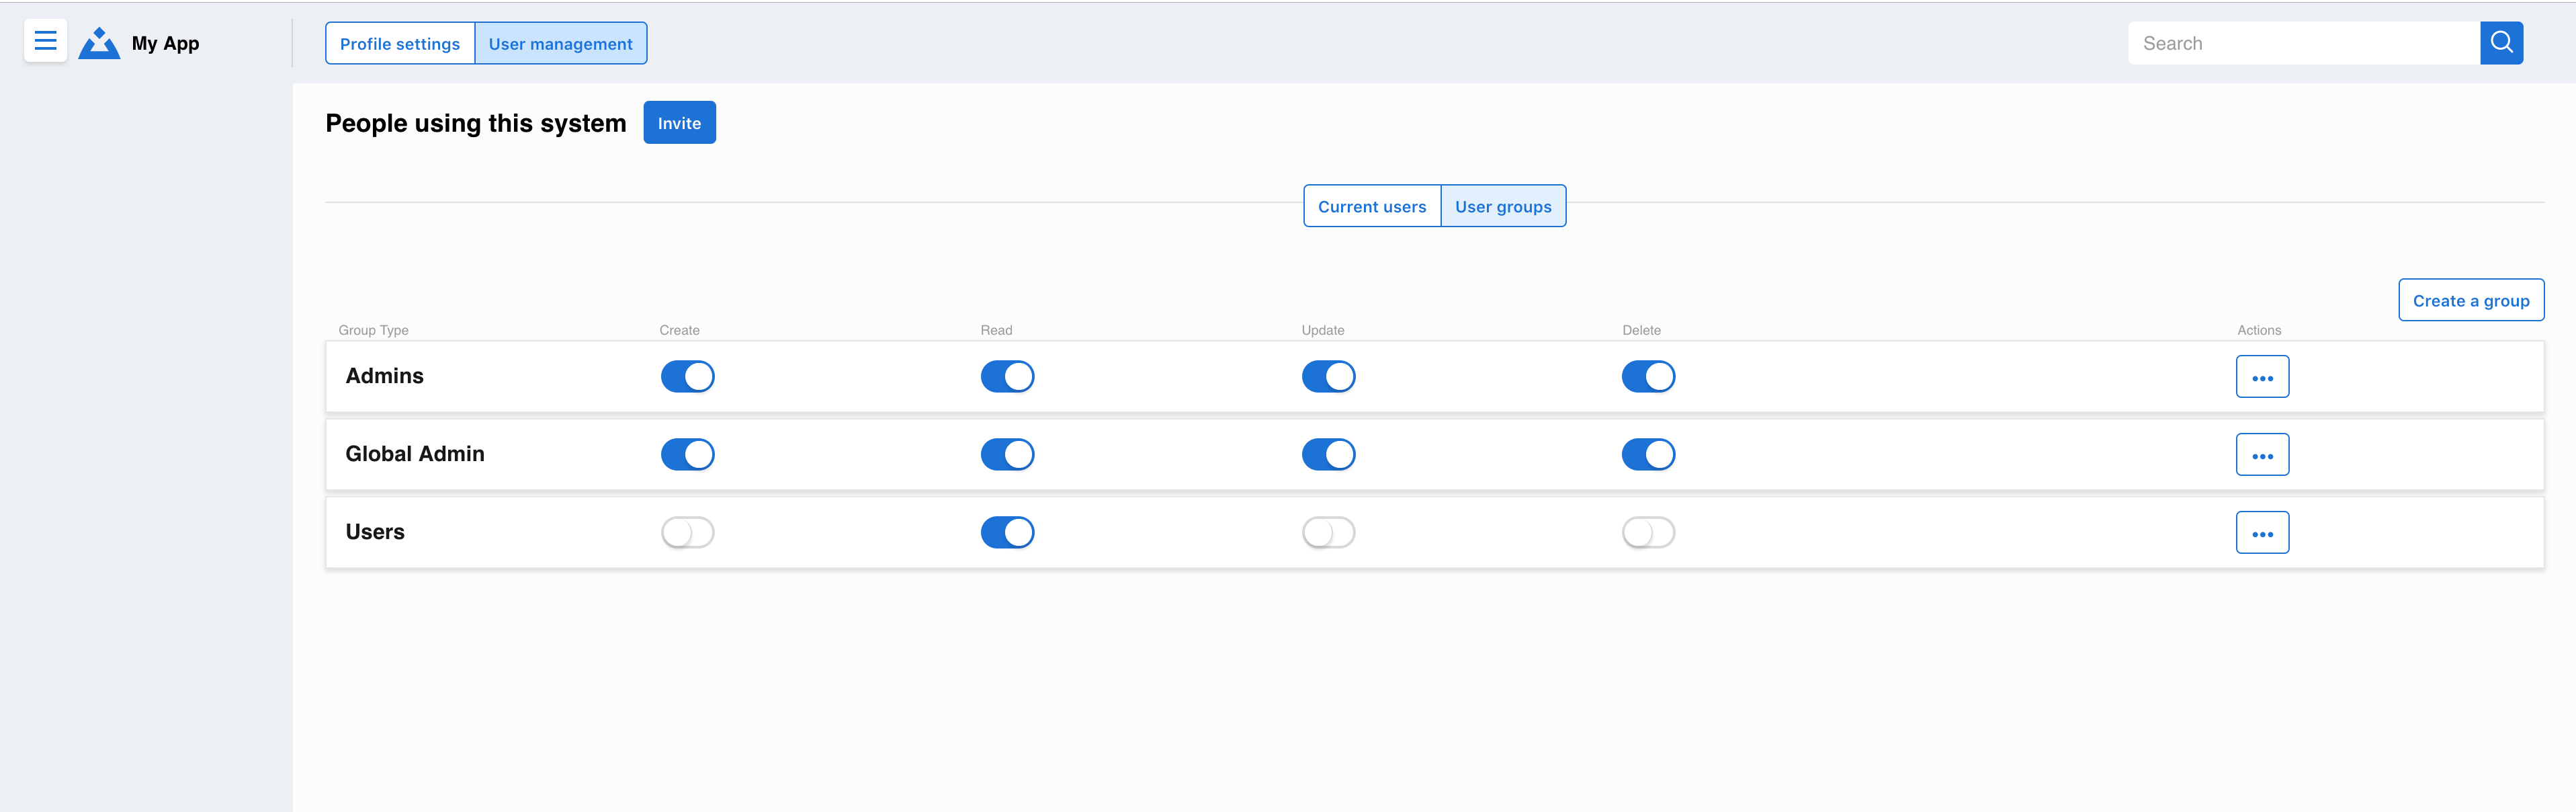 My App
Profile settings User management
Search
People using this system Invite
Current users User groups
Create a group
Group Type Create Read Update Delete Actions
Admins
Global Admin
Users